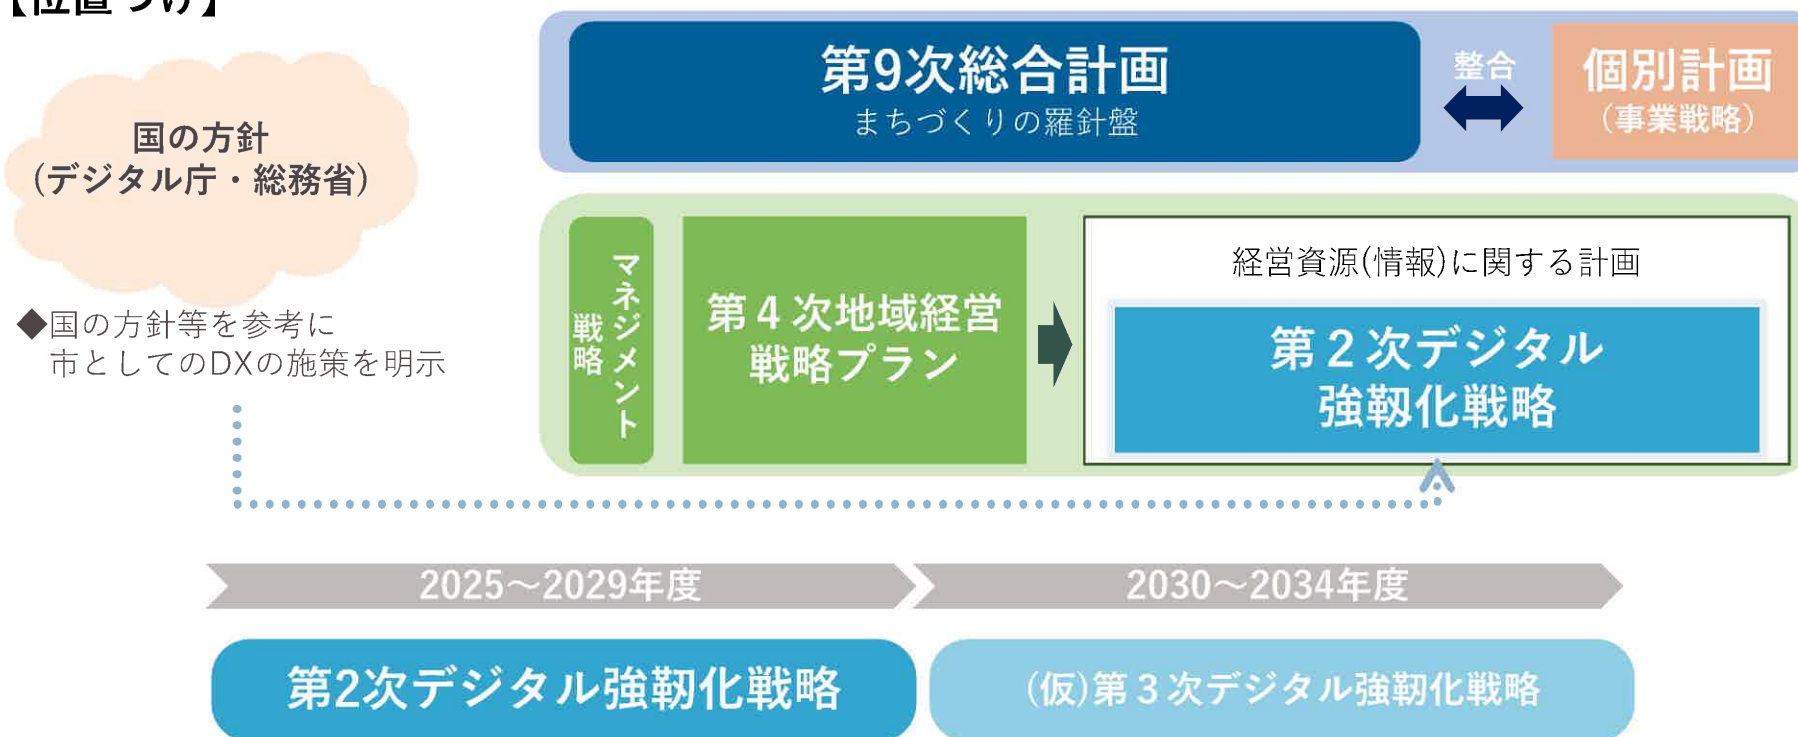 【位置づけ】
第9次総合計画
まちづくりの羅針盤
整合
個別計画
(事業戦略)
国の方針
(デジタル庁・総務省)
◆国の方針等を参考に
市としてのDXの施策を明示
マネジメント
戦略
第4次地域経営
戦略プラン
経営資源(情報)に関する計画
第2次デジタル
強靱化戦略
2025～2029年度
2030～2034年度
第2次デジタル強靱化戦略
(仮)第3次デジタル強靱化戦略